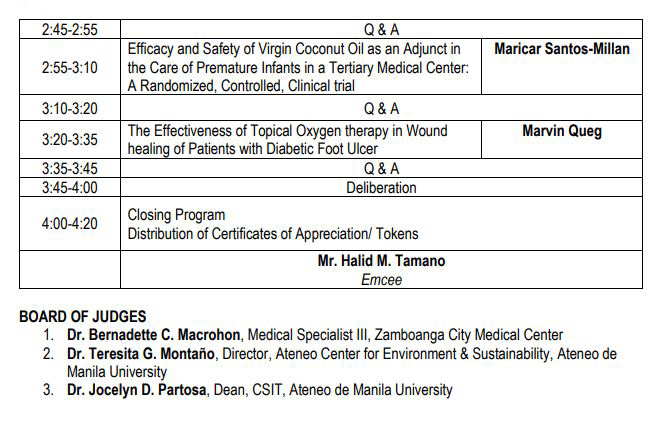 2:45-2:55 Q & A
Efficacy and Safety of Virgin Coconut Oil as an Adjunct in Maricar Santos-Millan
2:55-3:10 the Care of Premature Infants in a Tertiary Medical Center:
A Randomized, Controlled, Clinical trial
3:10-3:20 Q & A
3:20-3:35 The Effectiveness of Topical Oxygen therapy in Wound Marvin Queg
healing of Patients with Diabetic Foot Ulcer
3:35-3:45 Q & A
3:45-4:00 Deliberation
4:00-4:20 Closing Program
Distribution of Certificates of Appreciation/ Tokens
Mr. Halid M. Tamano
Emcee
BOARD OF JUDGES
1. Dr. Bernadette C. Macrohon, Medical Specialist III, Zamboanga City Medical Center
2. Dr. Teresita G. Montaño, Director, Ateneo Center for Environment & Sustainability, Ateneo de
Manila University
3. Dr. Jocelyn D. Partosa, Dean, CSIT, Ateneo de Manila University